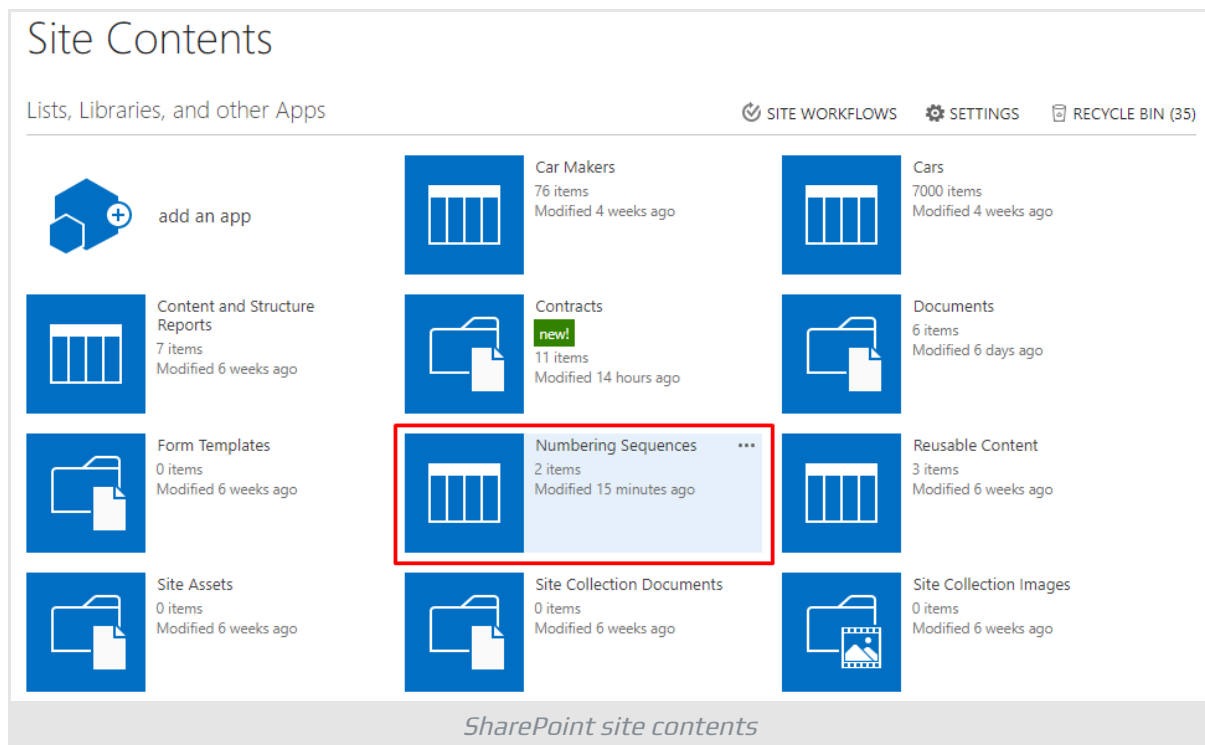 Site Contents
Lists, Libraries, and other Apps
SITE WORKFLOWS SETTINGS RECYCLE BIN (35)
add an app
Car Makers
76 items
Modified 4 weeks ago
Cars
7000 items
Modified 4 weeks ago
Content and Structure
Reports
7 items
Modified 6 weeks ago
Contracts
new!
11 items
Modified 14 hours ago
Documents
6 items
Modified 6 days ago
Form Templates
0 items
Modified 6 weeks ago
Numbering Sequences ...
2 items
Modified 15 minutes ago
Reusable Content
3 items
Modified 6 weeks ago
Site Assets
0 items
Modified 6 weeks ago
Site Collection Documents
0 items
Modified 6 weeks ago
Site Collection Images
0 items
Modified 6 weeks ago
SharePoint site contents